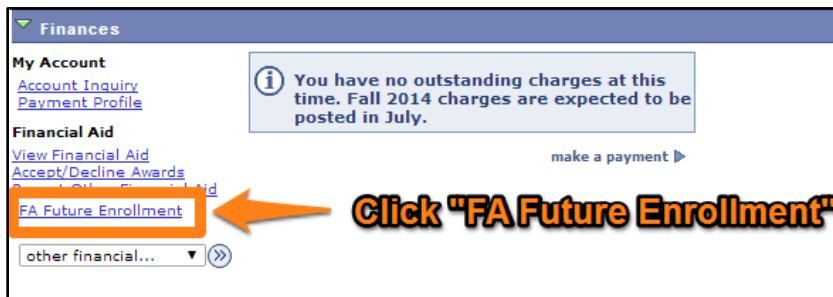 Finances
My Account
Account Inquiry
Payment Profile
Financial Aid
View Financial Aid
Accept/Decline Awards
Aid
FA Future Enrollment
other financial...
You have no outstanding charges at this
time. Fall 2014 charges are expected to be
posted in July.
make a payment
Click "FA Future Enrollment"